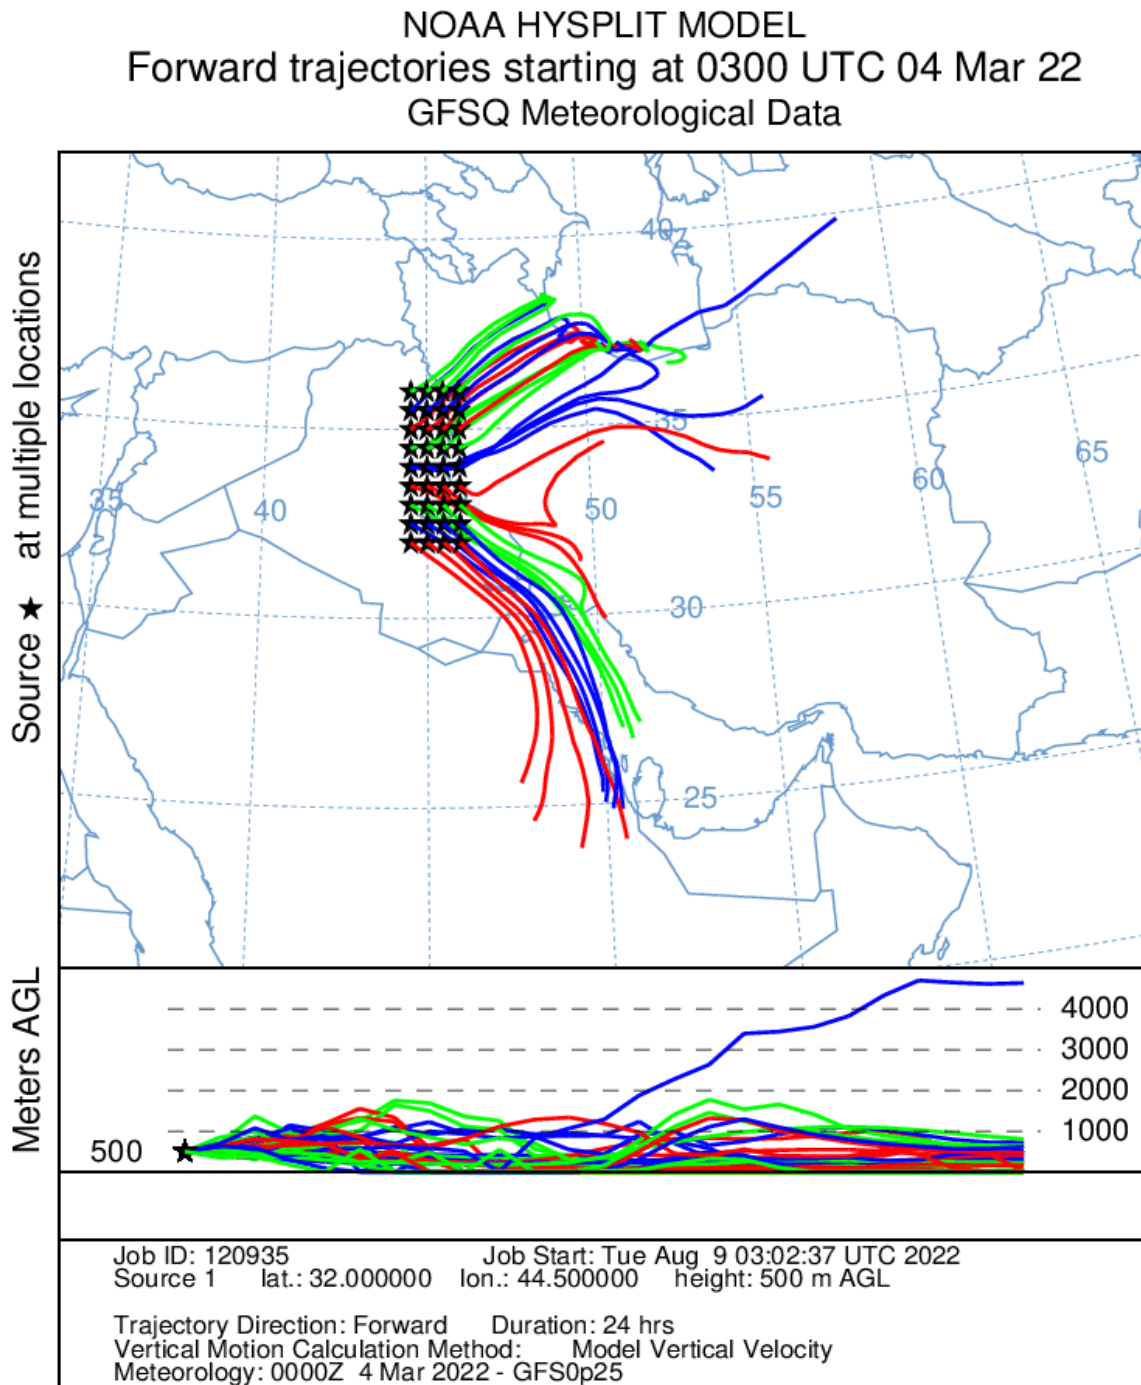 NOAA HYSPLIT MODEL
Forward trajectories starting at 0300 UTC 04 Mar 22
GFSQ Meteorological Data
Source ★ at multiple locations
40
35
40
50
55
60
65
35
30
25
Meters AGL
4000
3000
2000
1000
500
Job ID: 120935 Job Start: Tue Aug 9 03:02:37 UTC 2022
Source 1 lat.: 32.000000 lon.: 44.500000 height: 500 m AGL
Trajectory Direction: Forward Duration: 24 hrs
Vertical Motion Calculation Method: Model Vertical Velocity
Meteorology: 0000Z 4 Mar 2022 - GFS0p25